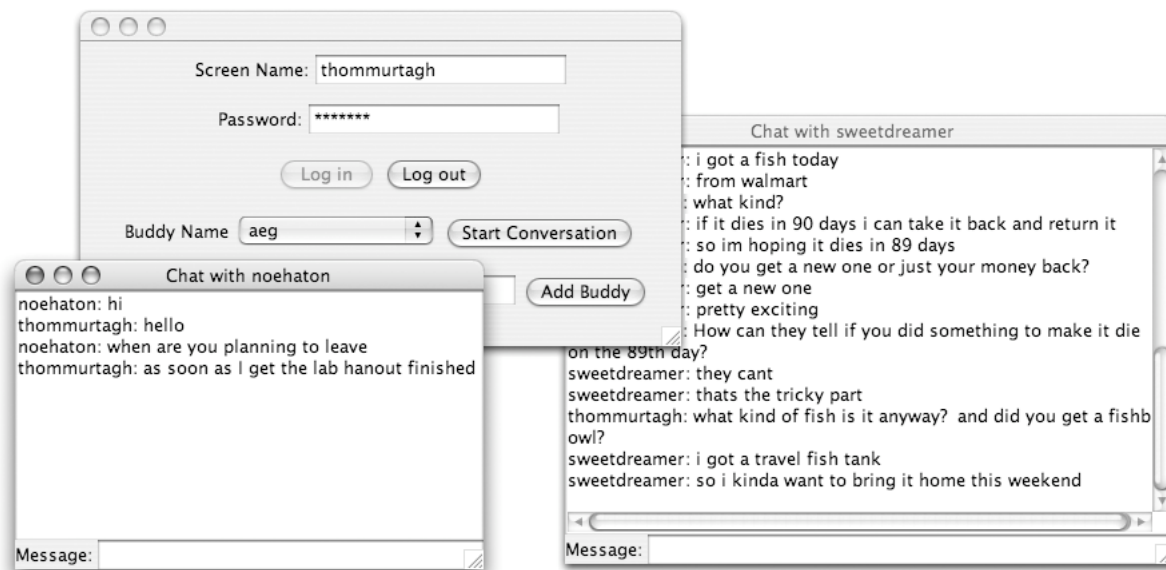 Screen Name: thommurtagh
Password: *******
Log in Log out
Buddy Name aeg Start Conversation
Add Buddy
Chat with noehaton
noehaton: hi
thommurtagh: hello
noehaton: when are you planning to leave
thommurtagh: as soon as I get the lab hanout finished
Message:
Chat with sweetdreamer
: i got a fish today
: from walmart
: what kind?
: if it dies in 90 days i can take it back and return it
: so im hoping it dies in 89 days
: do you get a new one or just your money back?
: get a new one
: pretty exciting
: How can they tell if you did something to make it die
on the 89th day?
sweetdreamer: they cant
sweetdreamer: thats the tricky part
thommurtagh: what kind of fish is it anyway?  and did you get a fishb
owl?
sweetdreamer: i got a travel fish tank
sweetdreamer: so i kinda want to bring it home this weekend
Message: